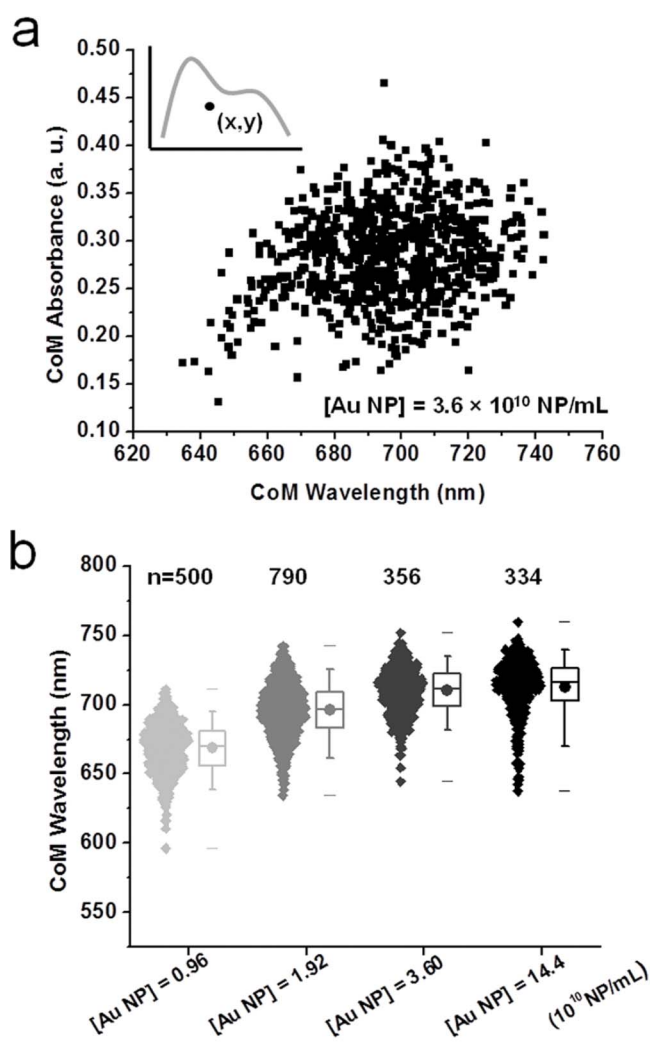 a
0.50
0.45
0.40
0.35
0.30
0.25
0.20
0.15
0.10
CoM Absorbance (a. u.)
(x,y)
[Au NP] = 3.6 × 10¹⁰ NP/mL
620 640 660 680 700 720 740 760
CoM Wavelength (nm)
b
800
750
700
650
600
550
CoM Wavelength (nm)
n=500 790 356 334
[Au NP] = 0.96
[Au NP] = 1.92
[Au NP] = 3.60
[Au NP] = 14.4
(10¹⁰ NP/mL)